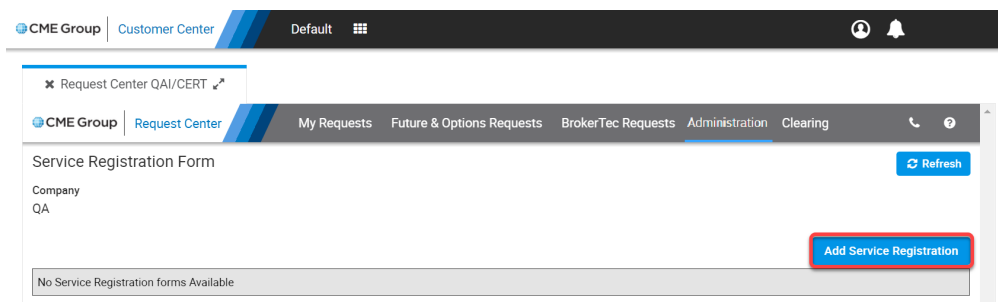 CME Group Customer Center Default
Request Center QAI/CERT
CME Group Request Center My Requests Future & Options Requests BrokerTec Requests Administration Clearing
Service Registration Form Refresh
Company
QA
Add Service Registration
No Service Registration forms Available